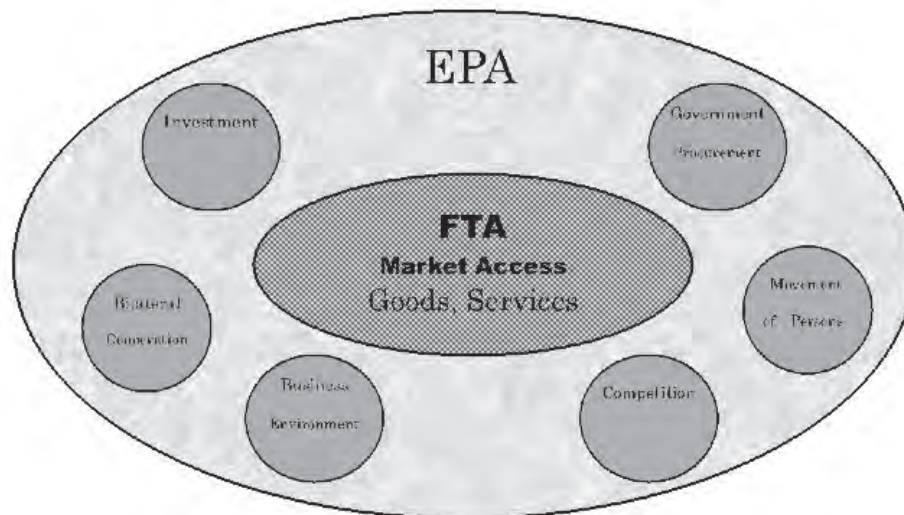 EPA
Investment
Government
Procurement
FTA
Market Access
Goods, Services
Bilateral
Cooperation
Movement
of Persons
Business
Environment
Competition